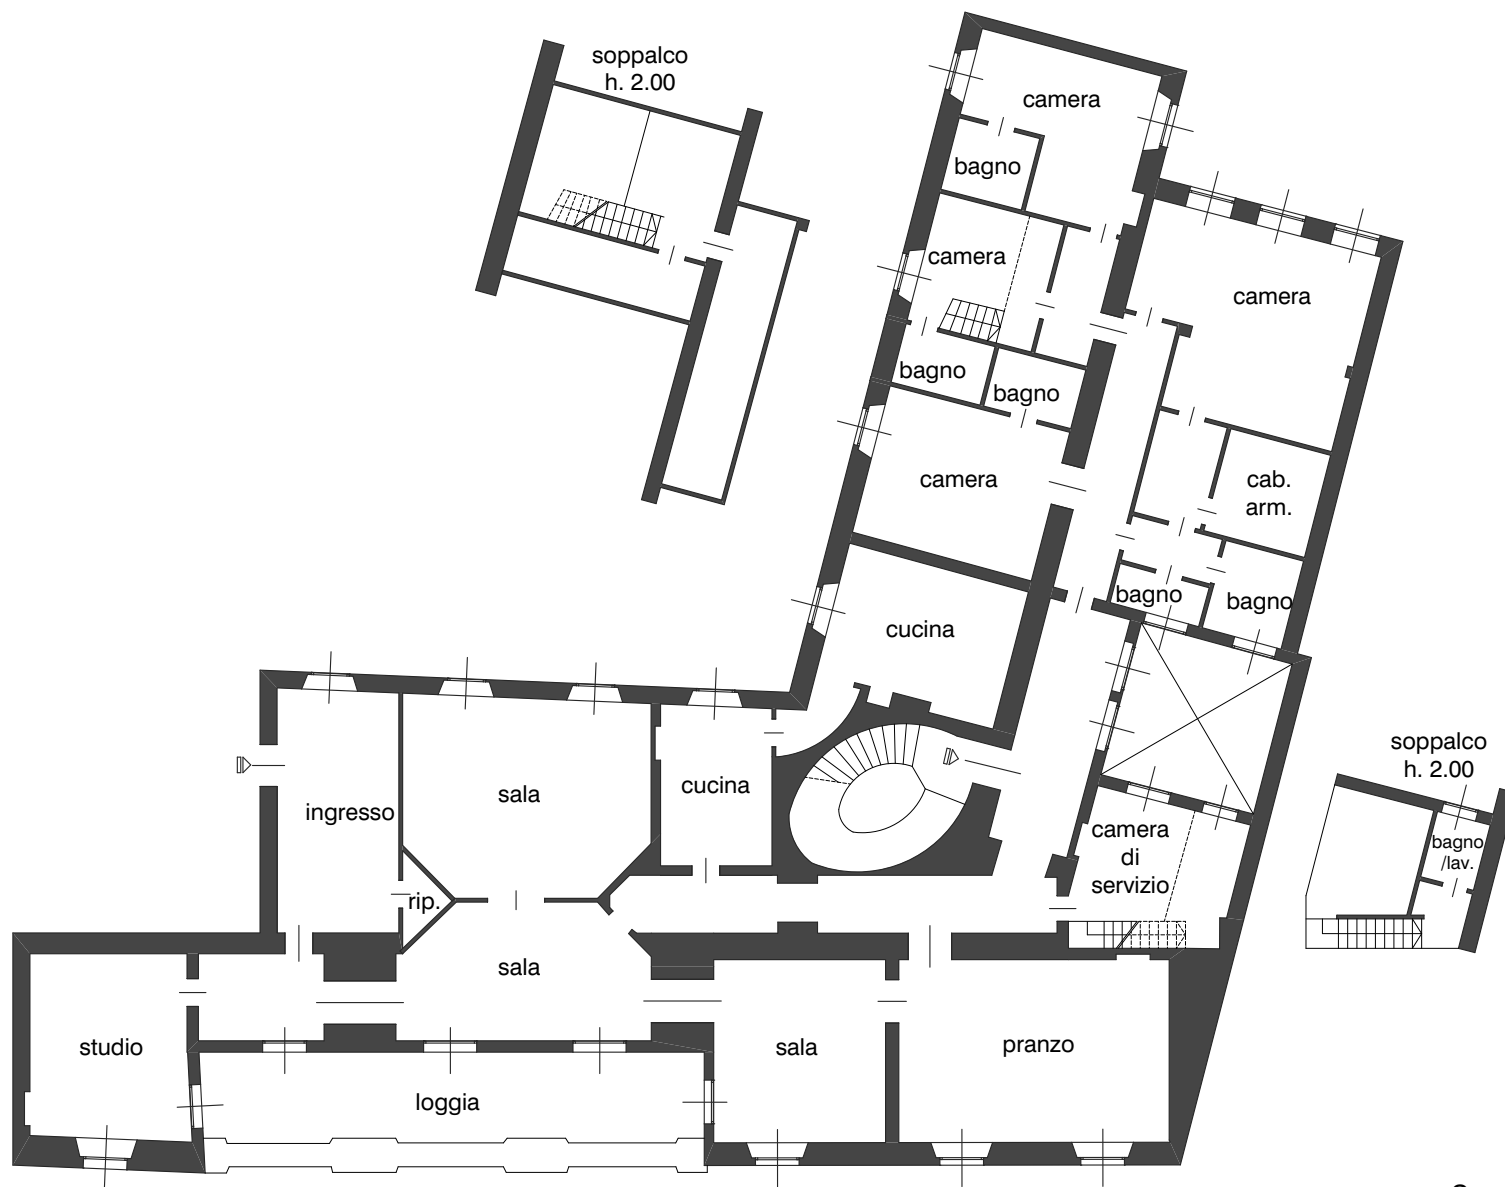 soppalco
h. 2.00
camera
bagno
camera
camera
bagno
bagno
camera
cab.
arm.
bagno
bagno
cucina
soppalco
h. 2.00
bagno
/lav.
ingresso
sala
cucina
camera
di
servizio
rip.
sala
studio
loggia
sala
pranzo